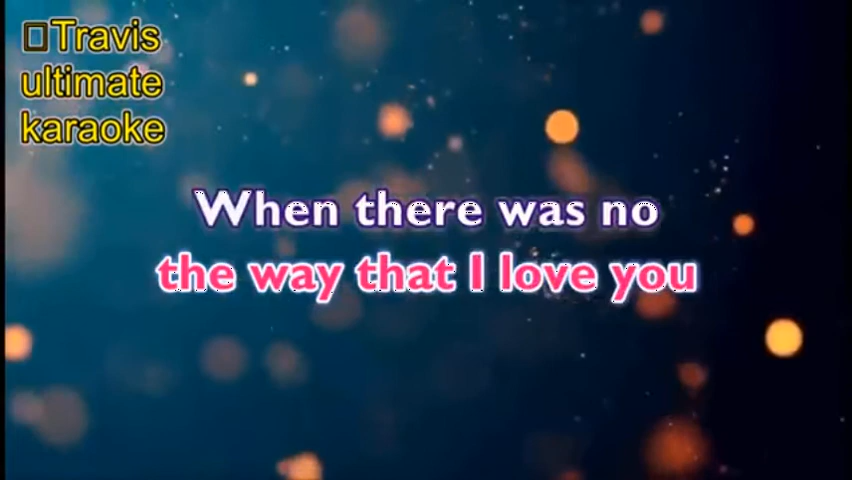 Travis
ultimate
karaoke
When there was no
the way that I love you